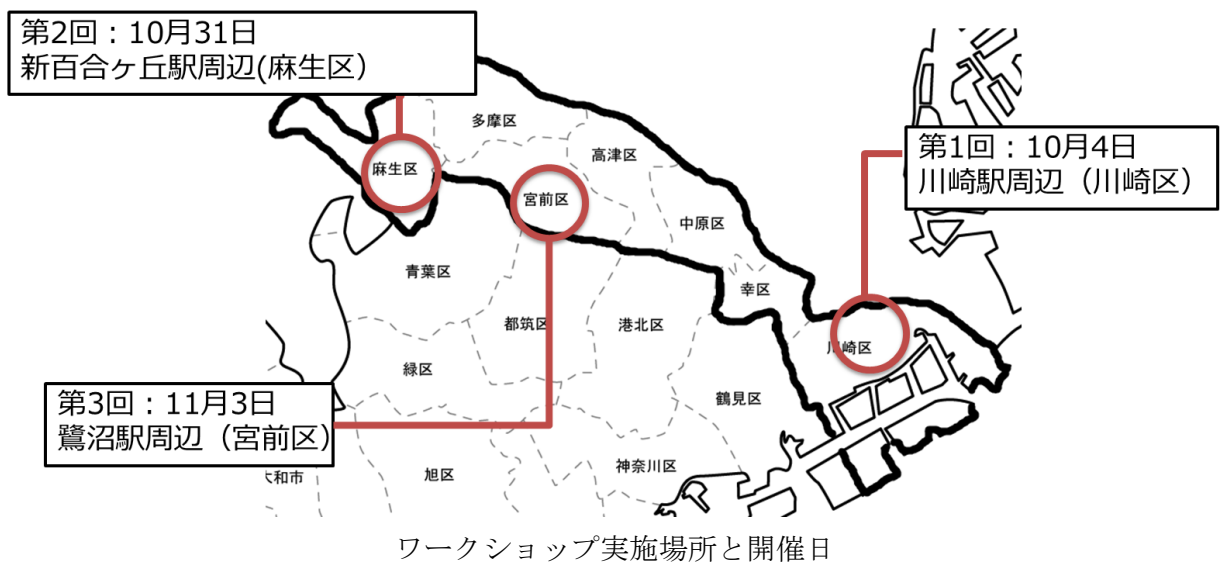 第2回：10月31日
新百合ヶ丘駅周辺(麻生区）
第1回：10月4日
川崎駅周辺（川崎区）
多摩区
高津区
麻生区
宮前区
中原区
青葉区
幸区
都筑区
港北区
川崎区
緑区
第3回：11月3日
鷺沼駅周辺（宮前区）
鶴見区
神奈川区
大和市
旭区
ワークショップ実施場所と開催日